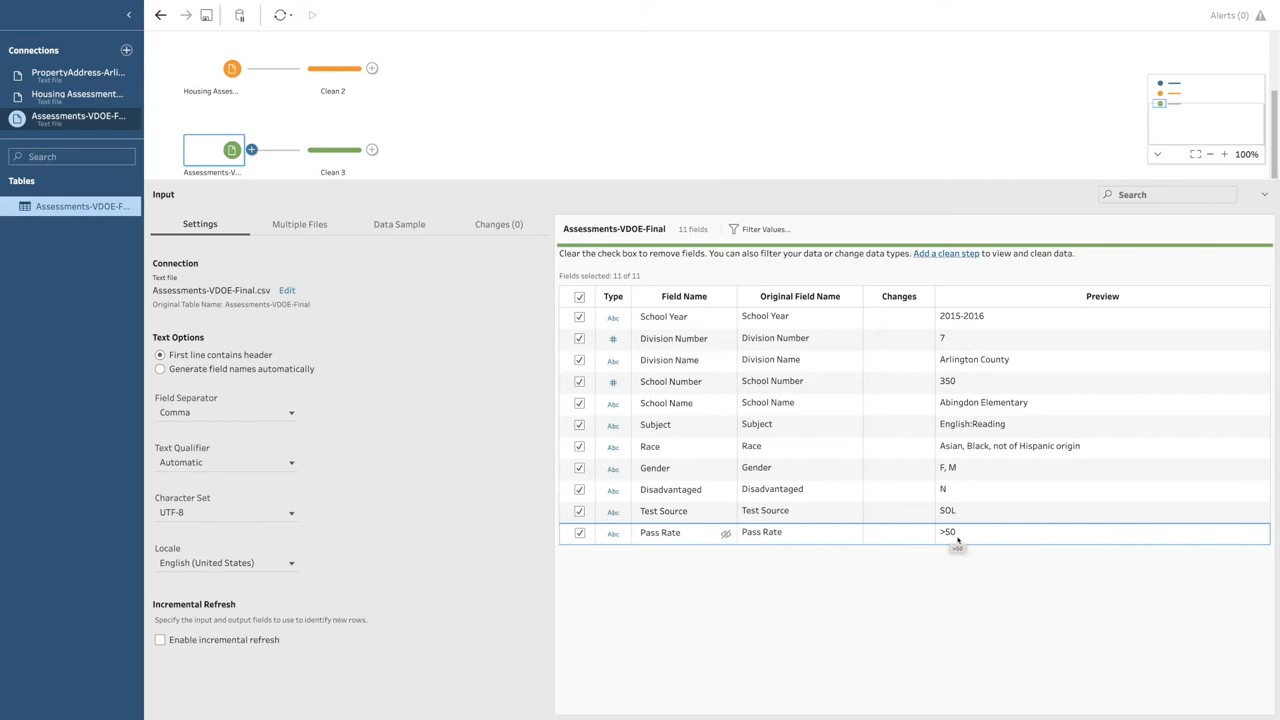 Alerts (0)
Connections
PropertyAddress-Arli...
Text file
Housing Assessment...
Text file
Assessments-VDOE-F...
Text file
Search
Tables
Assessments-VDOE-F...
Housing Asses...
Clean 2
Assessments-V...
Clean 3
100%
Input
Search
Settings
Multiple Files
Data Sample
Changes (0)
Connection
Text file
Assessments-VDOE-Final.csv Edit
Original Table Name: Assessments-VDOE-Final
Text Options
First line contains header
Generate field names automatically
Field Separator
Comma
Text Qualifier
Automatic
Character Set
UTF-8
Locale
English (United States)
Incremental Refresh
Specify the input and output fields to use to identify new rows.
Enable incremental refresh
Assessments-VDOE-Final 11 fields Filter Values...
Clear the check box to remove fields. You can also filter your data or change data types. Add a clean step to view and clean data.
Fields selected: 11 of 11
Type Field Name Original Field Name Changes Preview
Abc School Year School Year 2015-2016
# Division Number Division Number 7
Abc Division Name Division Name Arlington County
# School Number School Number 350
Abc School Name School Name Abingdon Elementary
Abc Subject Subject English:Reading
Abc Race Race Asian, Black, not of Hispanic origin
Abc Gender Gender F, M
Abc Disadvantaged Disadvantaged N
Abc Test Source Test Source SOL
Abc Pass Rate Pass Rate >50
>50